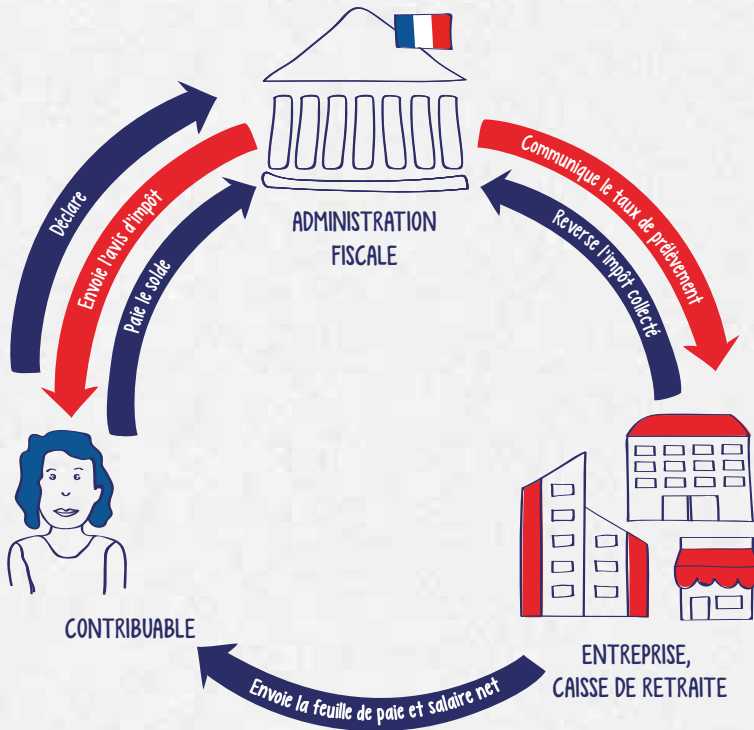 Déclare
Envoie l'avis d'impôt
Paie le solde
ADMINISTRATION
FISCALE
Communique le taux de prélèvement
Reverse l'impôt collecté
CONTRIBUABLE
ENTREPRISE,
CAISSE DE RETRAITE
Envoie la feuille de paie et salaire net